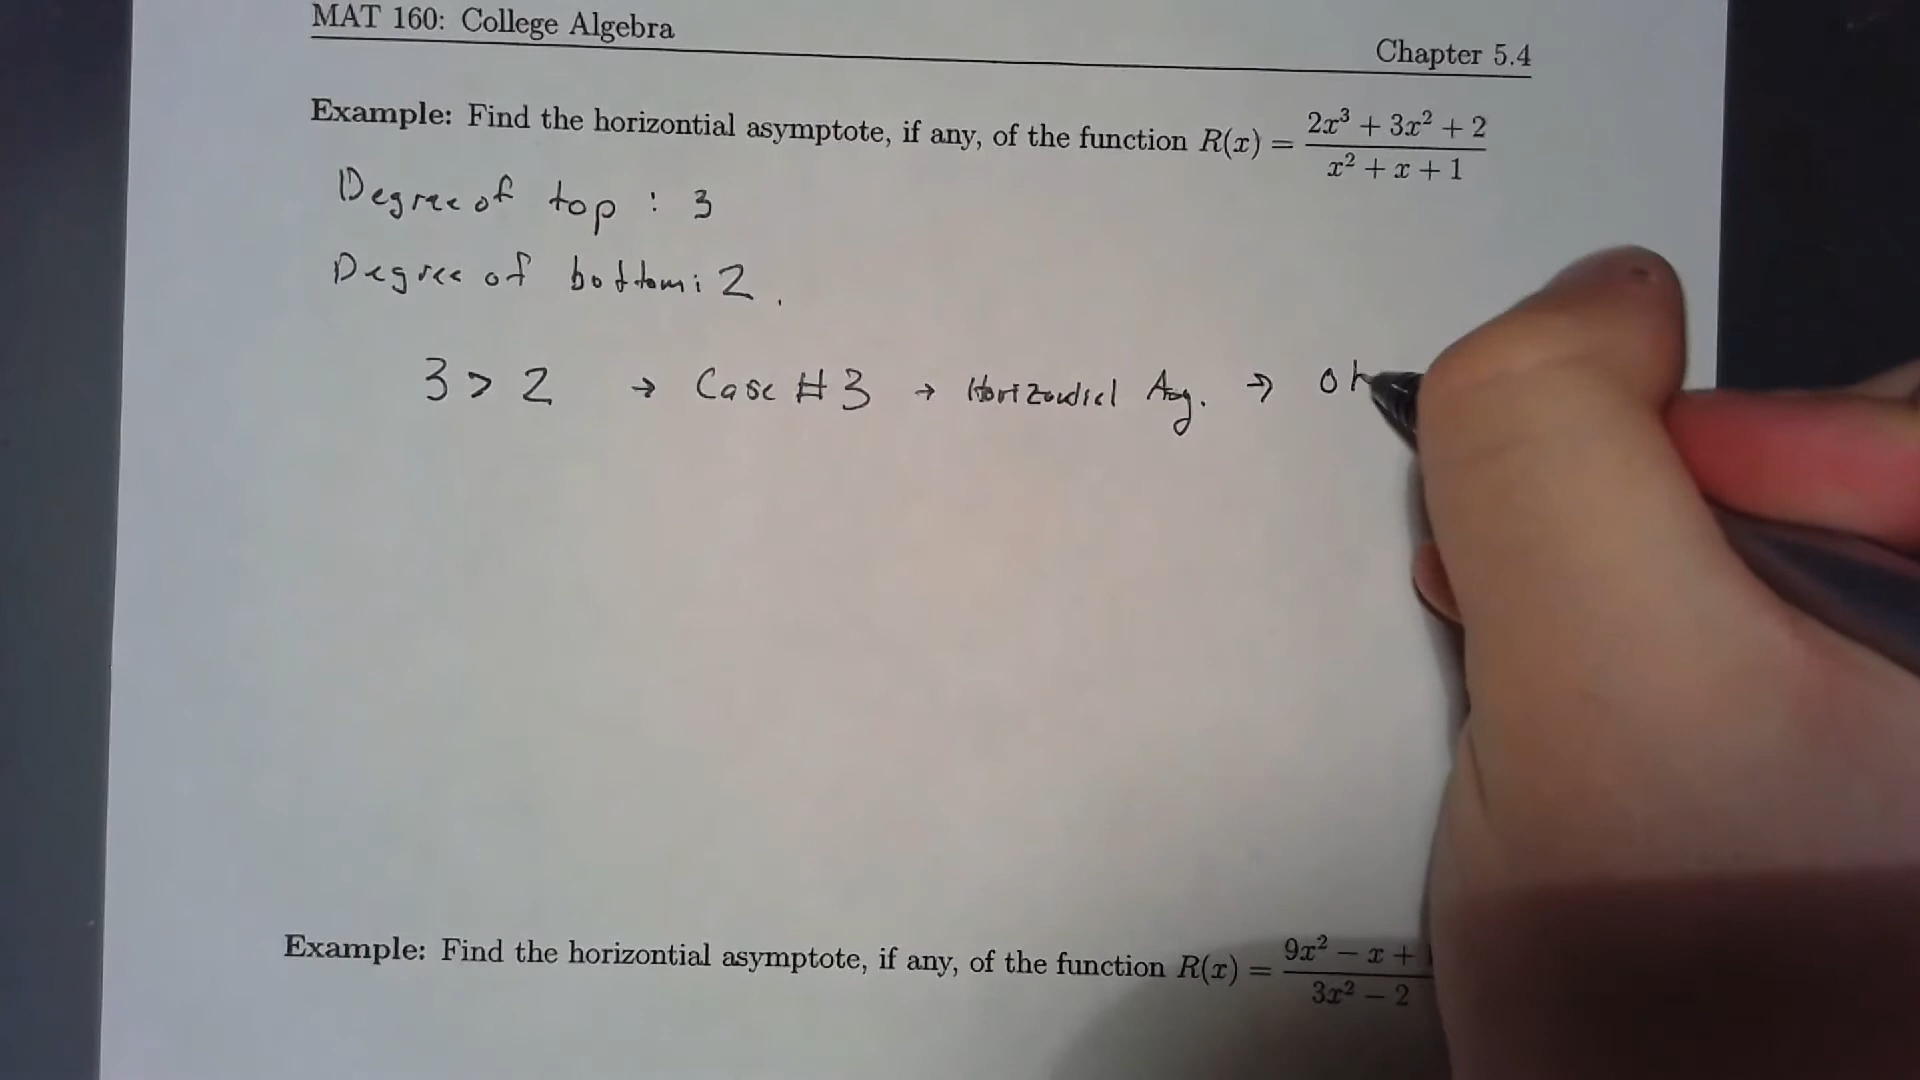 MAT 160: College Algebra
Chapter 5.4
Example: Find the horizontial asymptote, if any, of the function R(x) = (2x³ + 3x² + 2)/(x² + x + 1)
Degree of top : 3
Degree of bottom: 2.
3 > 2 → Case # 3 → Asy. →
Example: Find the horizontial asymptote, if any, of the function R(x) = (9x² − x +)/(3x² − 2)